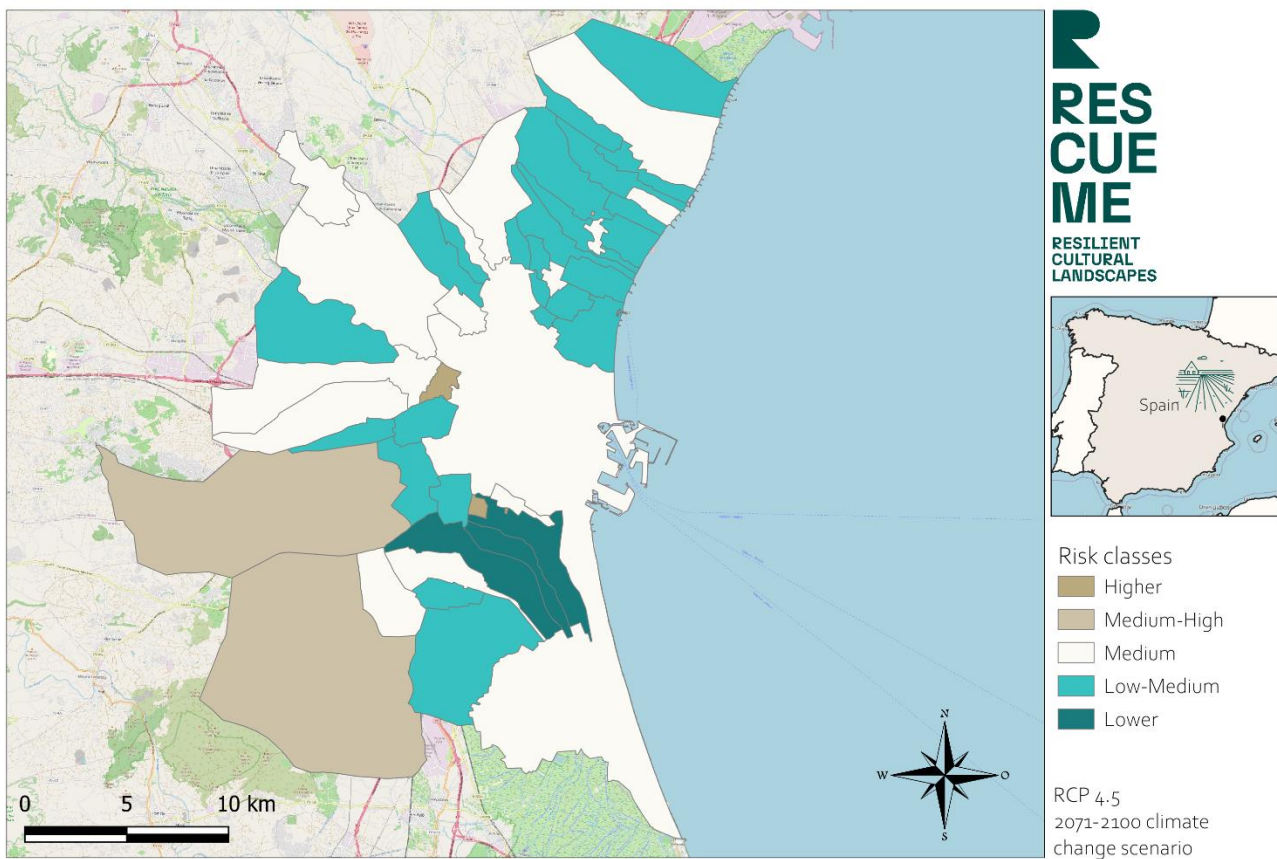 RES
CUE
ME
RESILIENT
CULTURAL
LANDSCAPES
Spain
Risk classes
Higher
Medium-High
Medium
Low-Medium
Lower
N
W
O
S
0 5 10 km
RCP 4.5
2071-2100 climate
change scenario